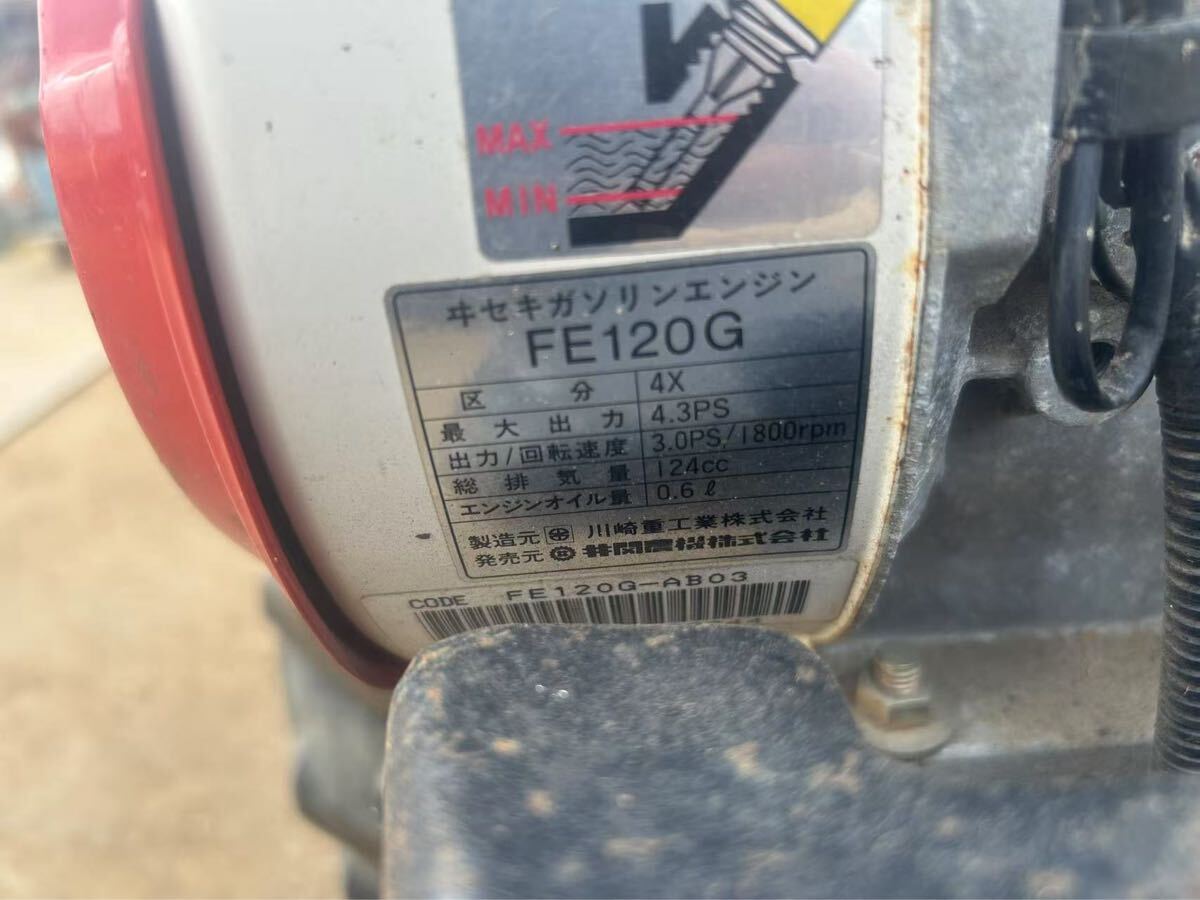 MAX
MIN
ヰセキガソリンエンジン
FE120G
区分 4X
最大出力 4.3PS
出力/回転速度 3.0PS/1800rpm
総排気量 124cc
エンジンオイル量 0.6ℓ
製造元 川崎重工業株式会社
発売元 井関農機株式会社
CODE FE120G-AB03